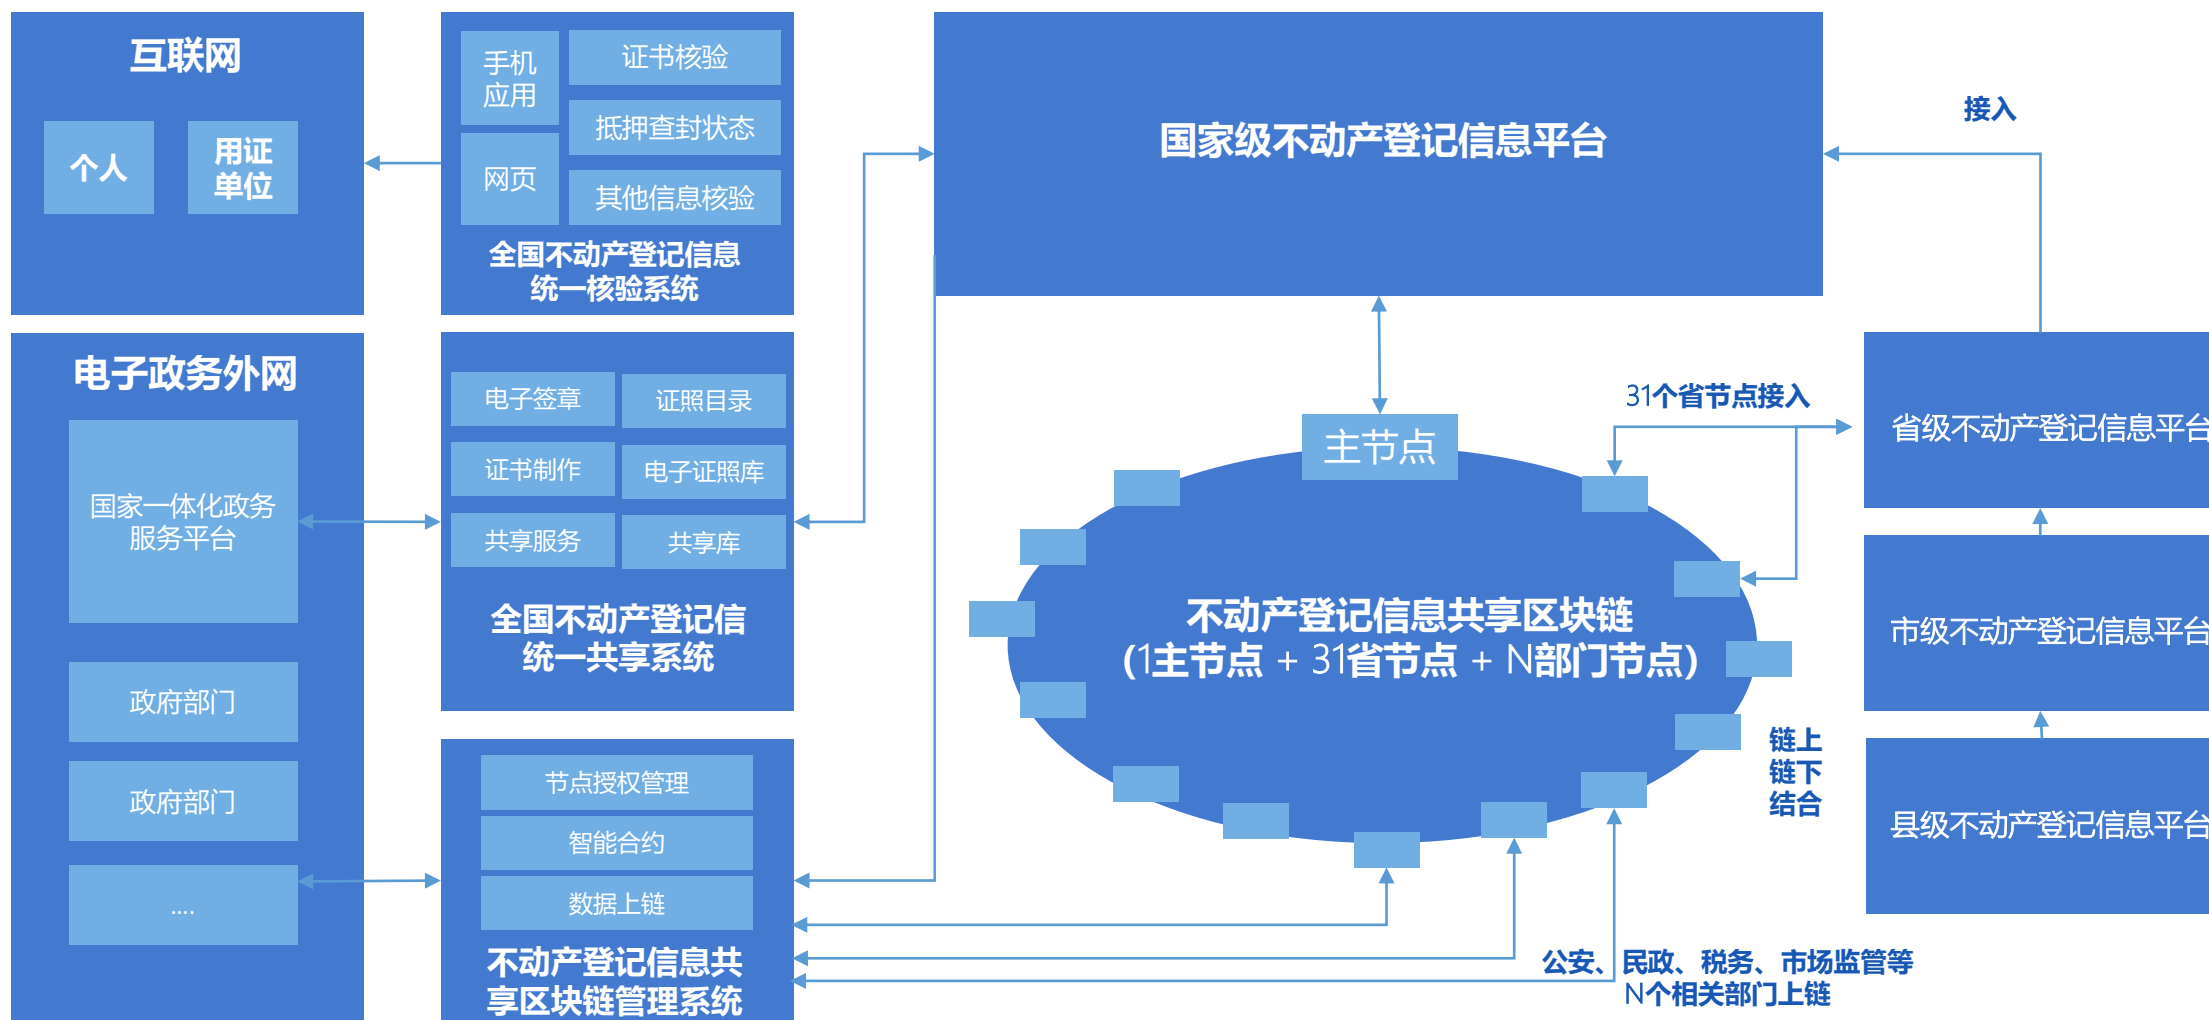 互联网
个人
用证
单位
手机
应用
网页
证书核验
抵押查封状态
其他信息核验
全国不动产登记信息
统一核验系统
国家级不动产登记信息平台
接入
电子政务外网
国家一体化政务
服务平台
政府部门
政府部门
....
电子签章
证照目录
证书制作
电子证照库
共享服务
共享库
全国不动产登记信
统一共享系统
节点授权管理
智能合约
数据上链
不动产登记信息共
享区块链管理系统
主节点
31个省节点接入
不动产登记信息共享区块链
(1主节点 + 31省节点 + N部门节点)
链上
链下
结合
公安、民政、税务、市场监管等
N个相关部门上链
省级不动产登记信息平台
市级不动产登记信息平台
县级不动产登记信息平台